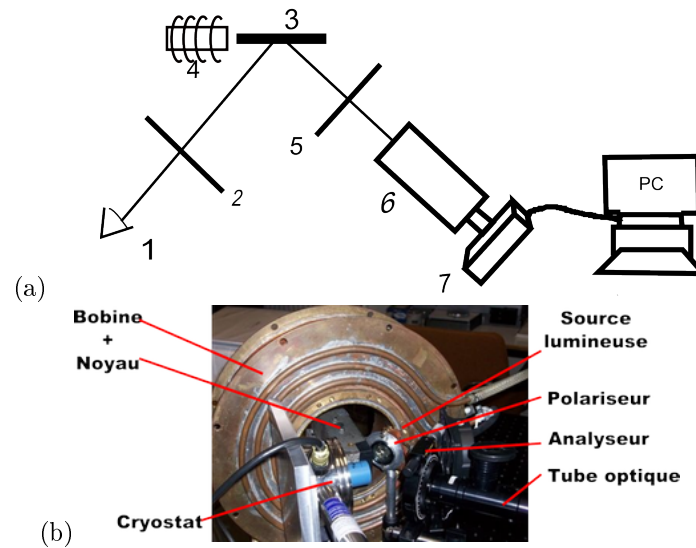 3
4
5
2
1
6
7
PC
(a)
Bobine
+
Noyau
Cryostat
Source
lumineuse
Polariseur
Analyseur
Tube optique
(b)